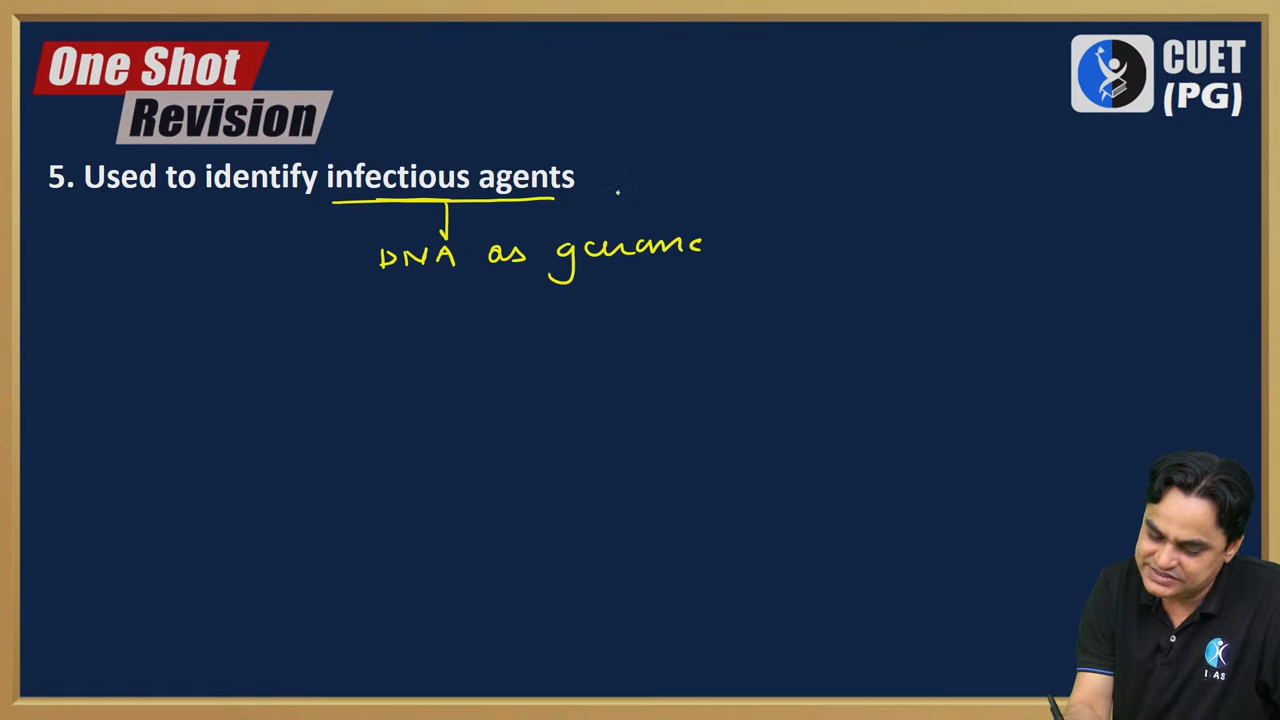 One Shot
Revision
CUET
(PG)
5. Used to identify infectious agents
DNA as genome